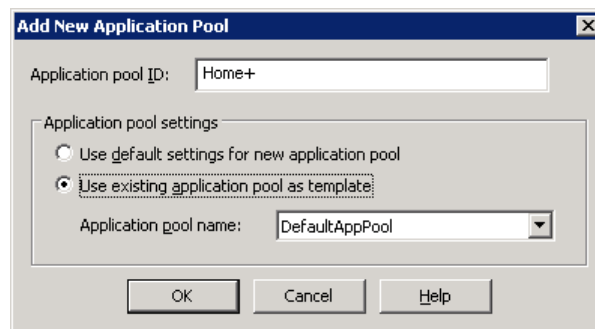 Add New Application Pool
Application pool ID: Home+
Application pool settings
Use default settings for new application pool
Use existing application pool as template
Application pool name: DefaultAppPool
OK Cancel Help